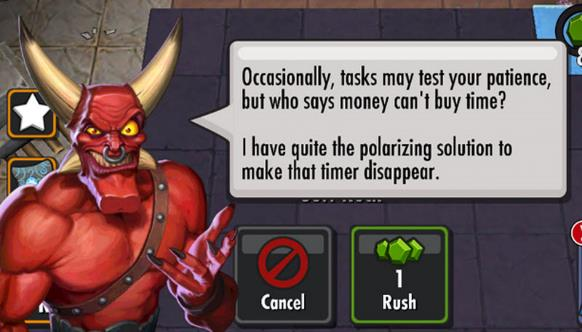 Occasionally, tasks may test your patience,
but who says money can't buy time?
I have quite the polarizing solution to
make that timer disappear.
Cancel
1
Rush